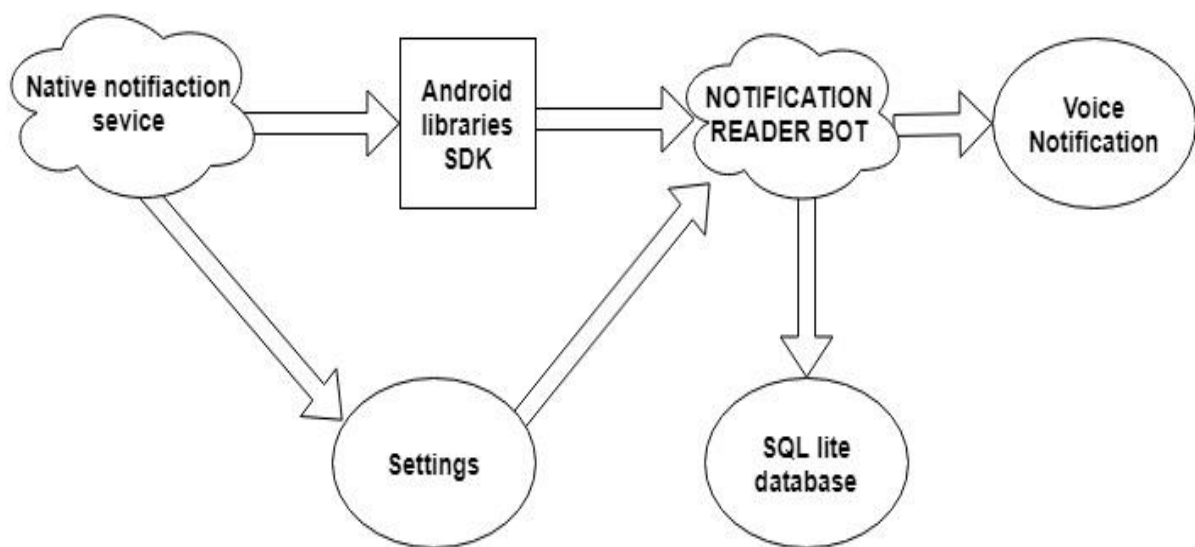 Native notifiaction
sevice
Android
libraries
SDK
NOTIFICATION
READER BOT
Voice
Notification
Settings
SQL lite
database